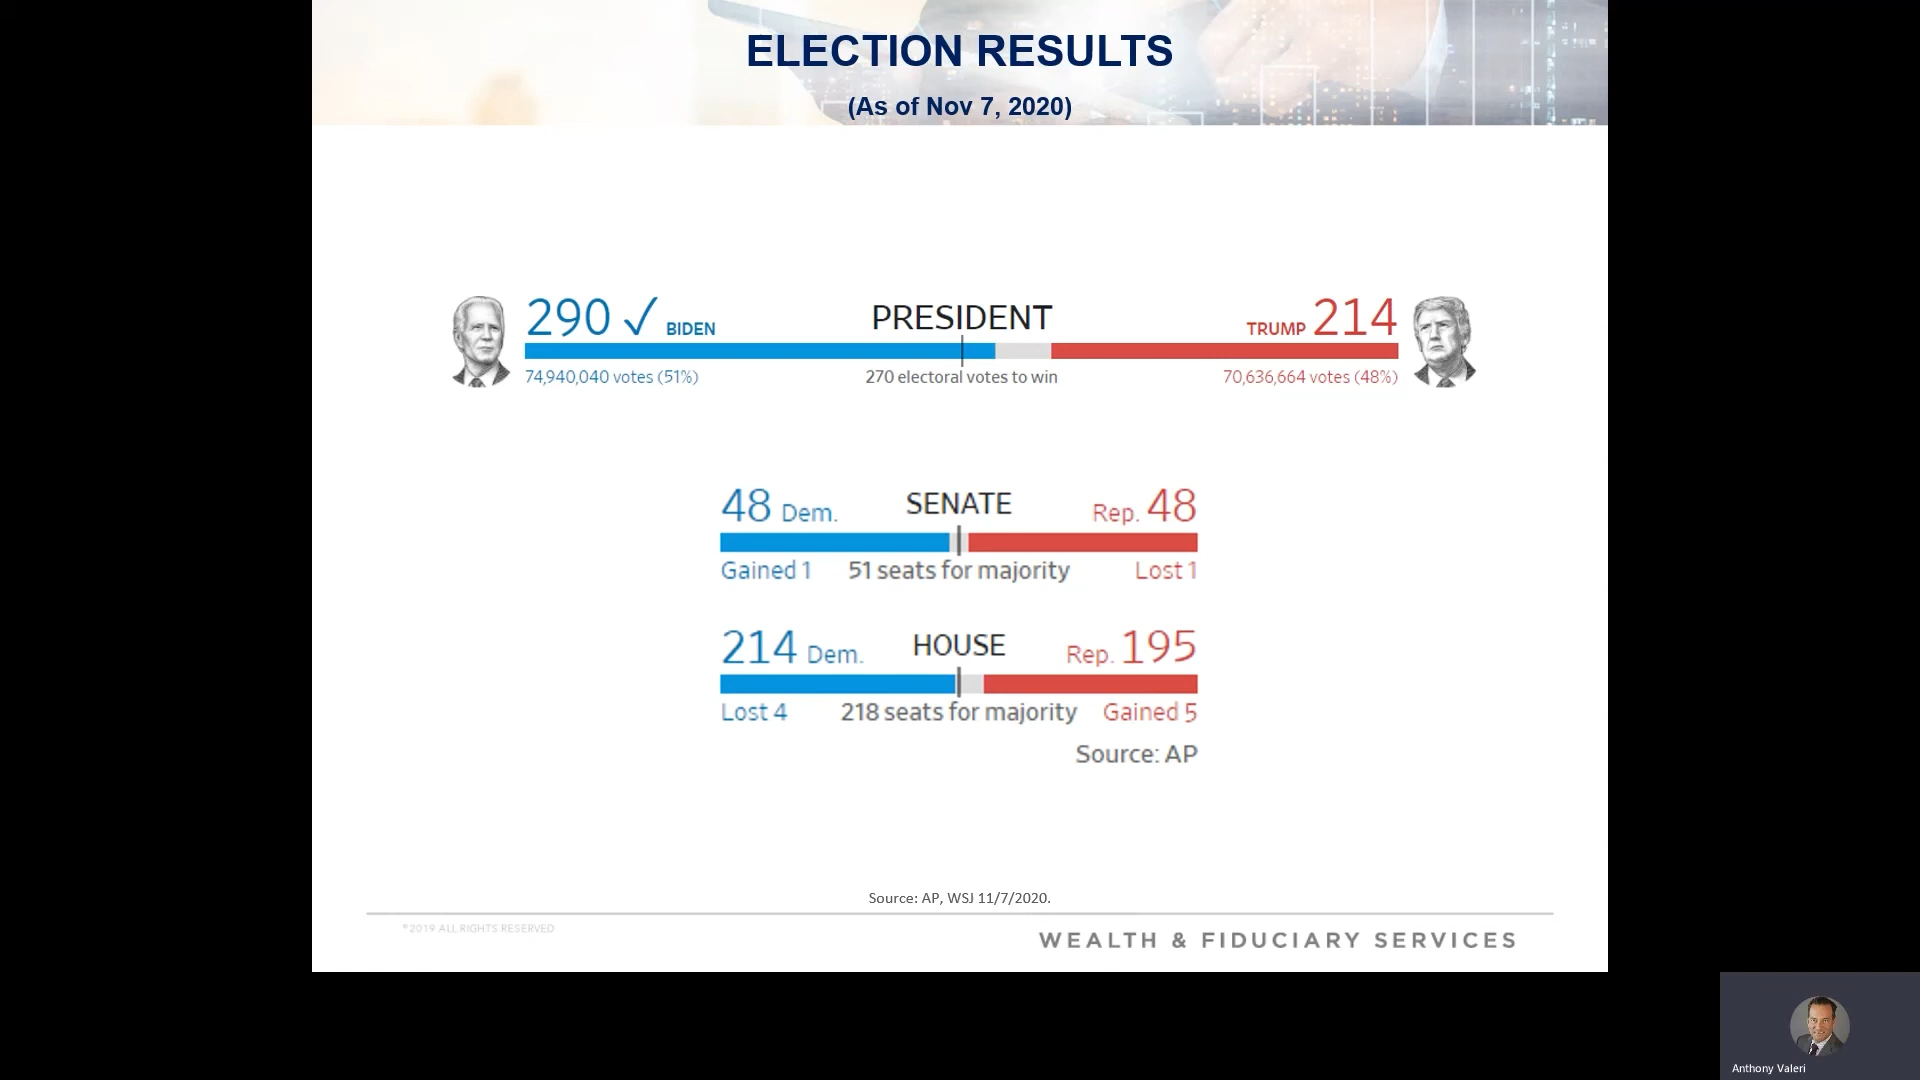 ELECTION RESULTS
(As of Nov 7, 2020)
290 ✓ BIDEN PRESIDENT TRUMP 214
74,940,040 votes (51%) 270 electoral votes to win 70,636,664 votes (48%)
48 Dem. SENATE Rep. 48
Gained 1 51 seats for majority Lost 1
214 Dem. HOUSE Rep. 195
Lost 4 218 seats for majority Gained 5
Source: AP
Source: AP, WSJ 11/7/2020.
©2019 ALL RIGHTS RESERVED
WEALTH & FIDUCIARY SERVICES
Anthony Valeri